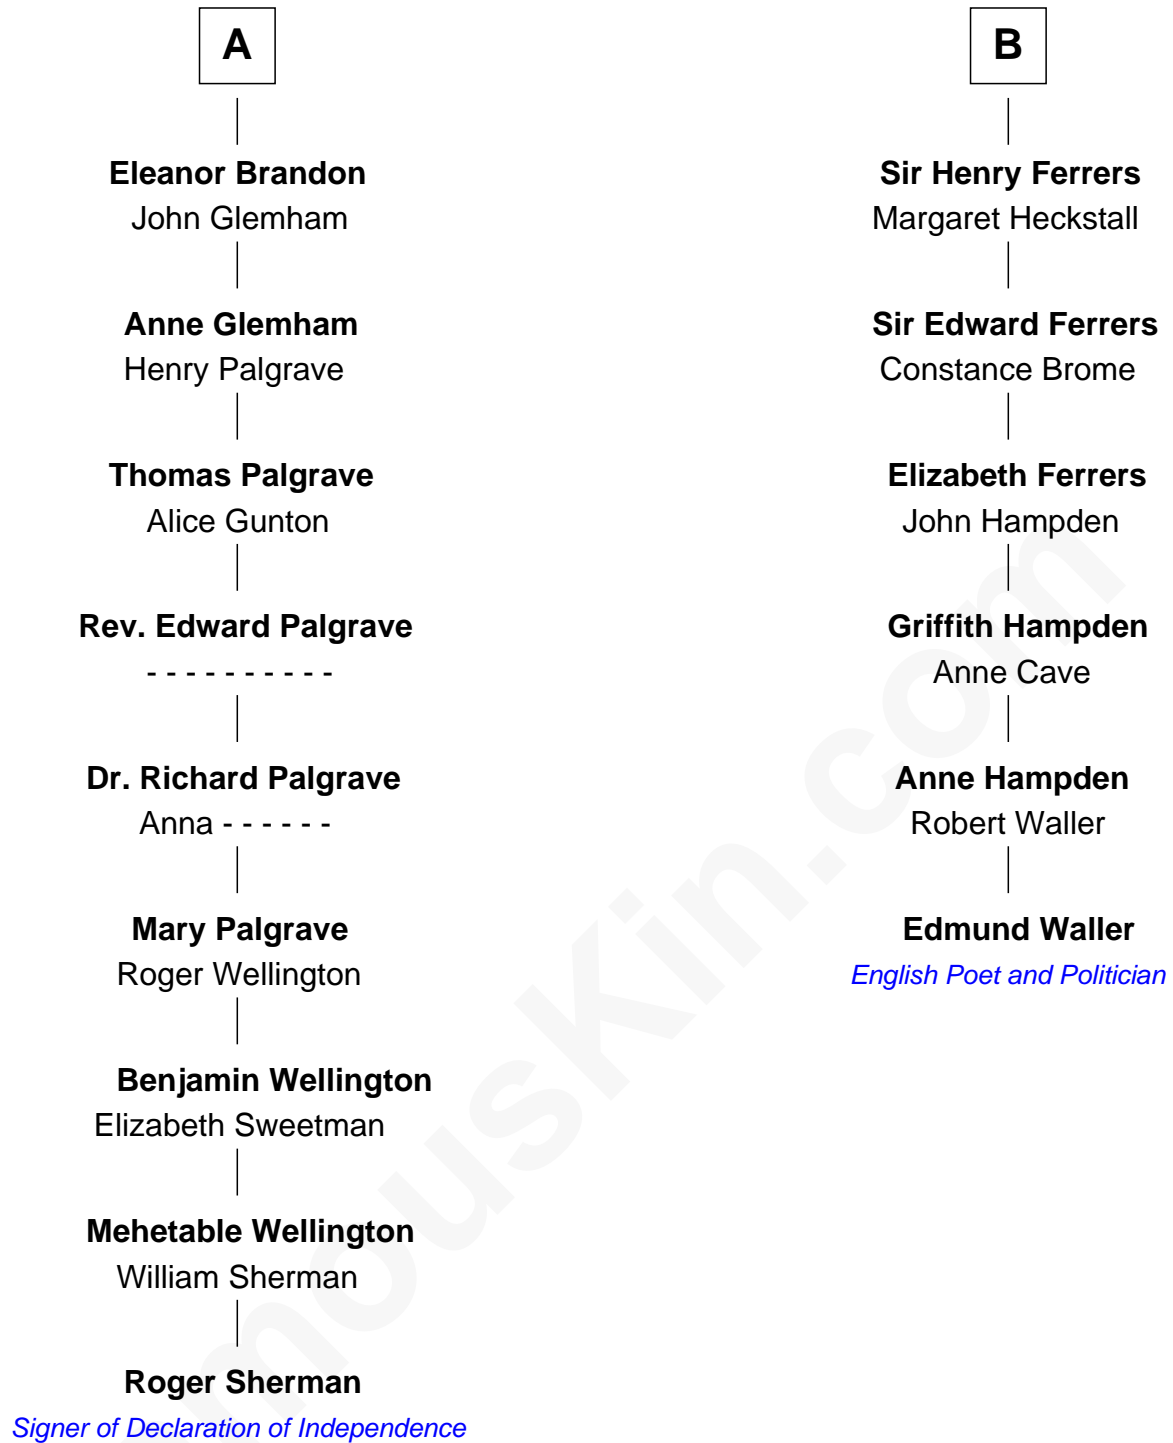 A
Eleanor Brandon
John Glemham
Anne Glemham
Henry Palgrave
Thomas Palgrave
Alice Gunton
Rev. Edward Palgrave
- - - - - - - - - -
Dr. Richard Palgrave
Anna - - - - - -
Mary Palgrave
Roger Wellington
Benjamin Wellington
Elizabeth Sweetman
Mehetable Wellington
William Sherman
Roger Sherman
Signer of Declaration of Independence
B
Sir Henry Ferrers
Margaret Heckstall
Sir Edward Ferrers
Constance Brome
Elizabeth Ferrers
John Hampden
Griffith Hampden
Anne Cave
Anne Hampden
Robert Waller
Edmund Waller
English Poet and Politician
mouskin.com